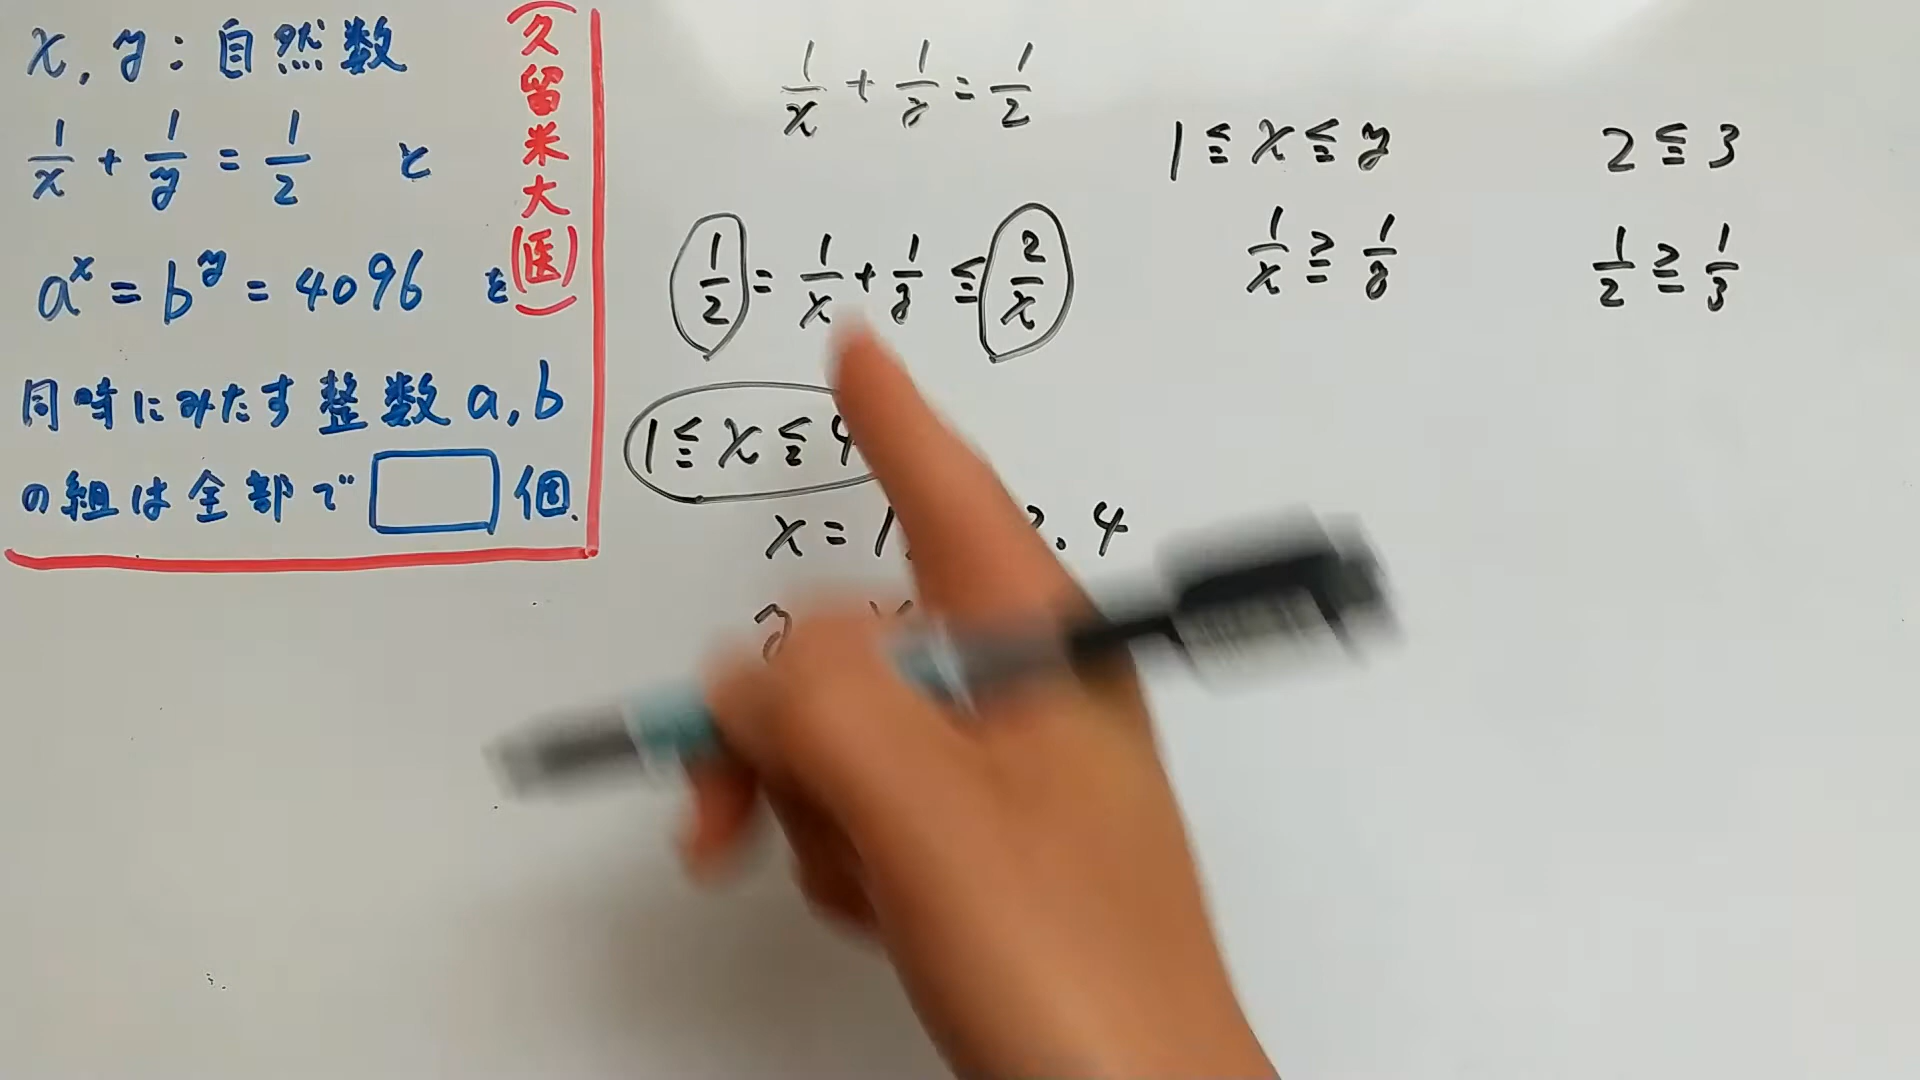 x, y : 自然数
1/x + 1/y = 1/2 と
a^x = b^y = 4096 を
同時にみたす整数 a, b
の組は全部で 個.
(久留米大(医))
1/x + 1/y = 1/2
1/2 = 1/x + 1/y ≦ 2/x
1 ≦ x ≦ 4
x = 1
. 4
y
1 ≦ x ≦ y
1/x ≧ 1/y
2 ≦ 3
1/2 ≧ 1/3